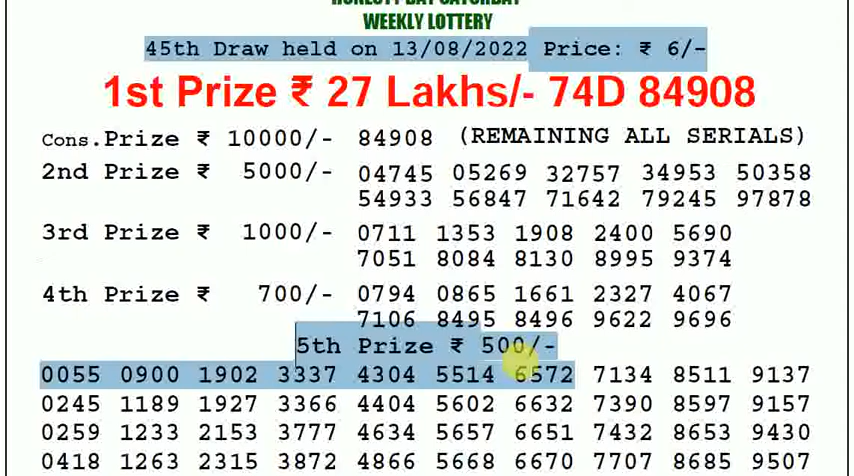 HONESTY DAY SATURDAY
WEEKLY LOTTERY
45th Draw held on 13/08/2022 Price: ₹ 6/-
1st Prize ₹ 27 Lakhs/- 74D 84908
Cons.Prize ₹ 10000/- 84908 (REMAINING ALL SERIALS)
2nd Prize ₹ 5000/- 04745 05269 32757 34953 50358
54933 56847 71642 79245 97878
3rd Prize ₹ 1000/- 0711 1353 1908 2400 5690
7051 8084 8130 8995 9374
4th Prize ₹ 700/- 0794 0865 1661 2327 4067
7106 8495 8496 9622 9696
5th Prize ₹ 500/-
0055 0900 1902 3337 4304 5514 6572 7134 8511 9137
0245 1189 1927 3366 4404 5602 6632 7390 8597 9157
0259 1233 2153 3777 4634 5657 6651 7432 8653 9430
0418 1263 2315 3872 4866 5668 6670 7707 8685 9507